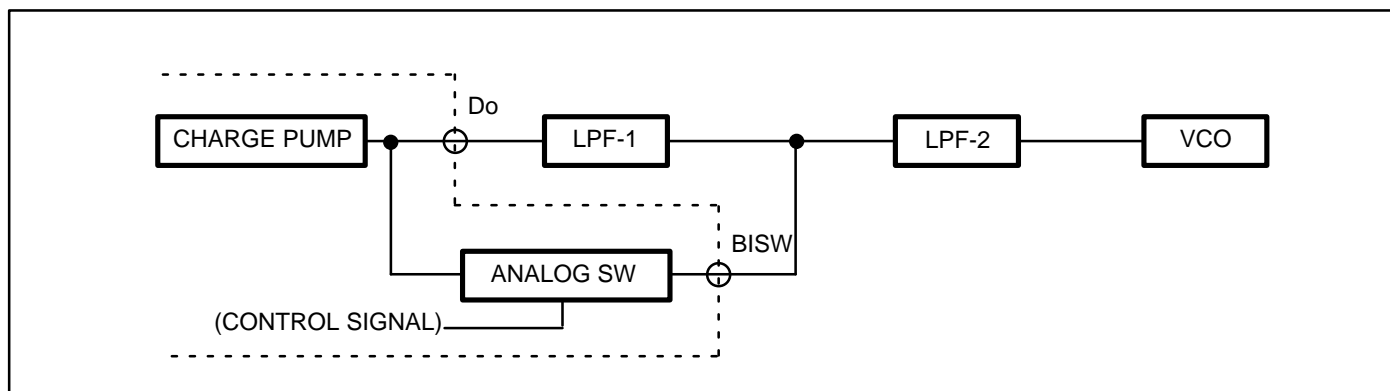 Do
CHARGE PUMP
LPF-1
LPF-2
VCO
BISW
ANALOG SW
(CONTROL SIGNAL)